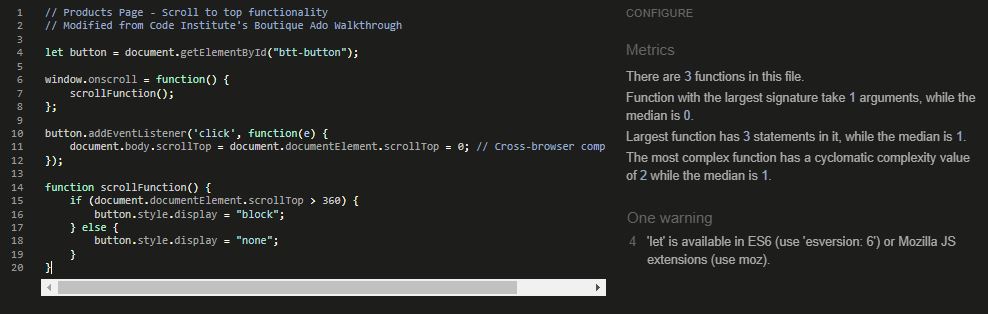 1 // Products Page - Scroll to top functionality
2 // Modified from Code Institute's Boutique Ado Walkthrough
3
4 let button = document.getElementById("btt-button");
5
6 window.onscroll = function() {
7     scrollFunction();
8 };
9
10 button.addEventListener('click', function(e) {
11     document.body.scrollTop = document.documentElement.scrollTop = 0; // Cross-browser comp
12 });
13
14 function scrollFunction() {
15     if (document.documentElement.scrollTop > 360) {
16         button.style.display = "block";
17     } else {
18         button.style.display = "none";
19     }
20 }
CONFIGURE
Metrics
There are 3 functions in this file.
Function with the largest signature take 1 arguments, while the
median is 0.
Largest function has 3 statements in it, while the median is 1.
The most complex function has a cyclomatic complexity value
of 2 while the median is 1.
One warning
4 'let' is available in ES6 (use 'esversion: 6') or Mozilla JS
extensions (use moz).